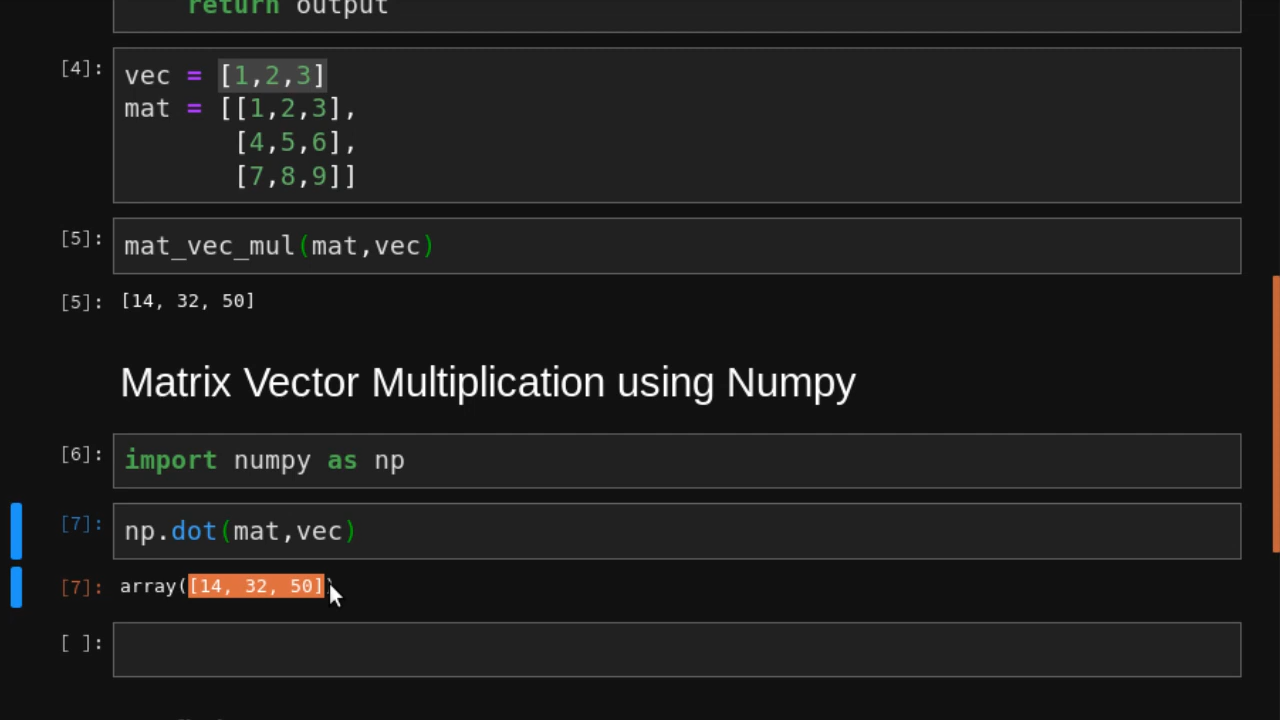 return output
[4]:
vec = [1,2,3]
mat = [[1,2,3],
[4,5,6],
[7,8,9]]
[5]:
mat_vec_mul(mat,vec)
[5]:
[14, 32, 50]
Matrix Vector Multiplication using Numpy
[6]:
import numpy as np
[7]:
np.dot(mat,vec)
[7]:
array([14, 32, 50])
[ ]: